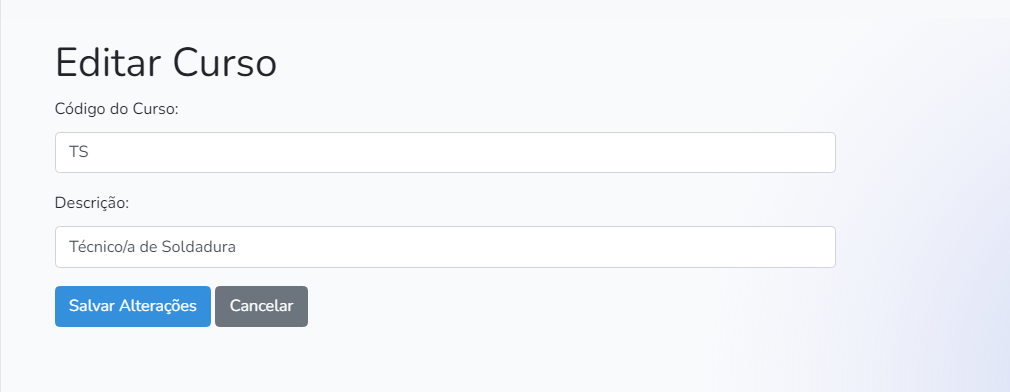 Editar Curso
Código do Curso:
TS
Descrição:
Técnico/a de Soldadura
Salvar Alterações Cancelar